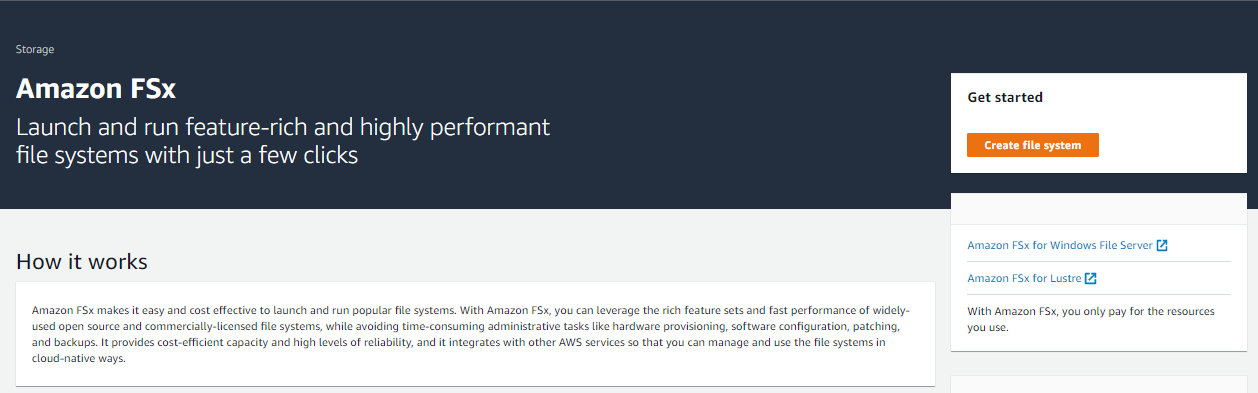 Storage
Amazon FSx
Launch and run feature-rich and highly performant
file systems with just a few clicks
Get started
Create file system
Amazon FSx for Windows File Server
Amazon FSx for Lustre
With Amazon FSx, you only pay for the resources
you use.
How it works
Amazon FSx makes it easy and cost effective to launch and run popular file systems. With Amazon FSx, you can leverage the rich feature sets and fast performance of widely-
used open source and commercially-licensed file systems, while avoiding time-consuming administrative tasks like hardware provisioning, software configuration, patching,
and backups. It provides cost-efficient capacity and high levels of reliability, and it integrates with other AWS services so that you can manage and use the file systems in
cloud-native ways.